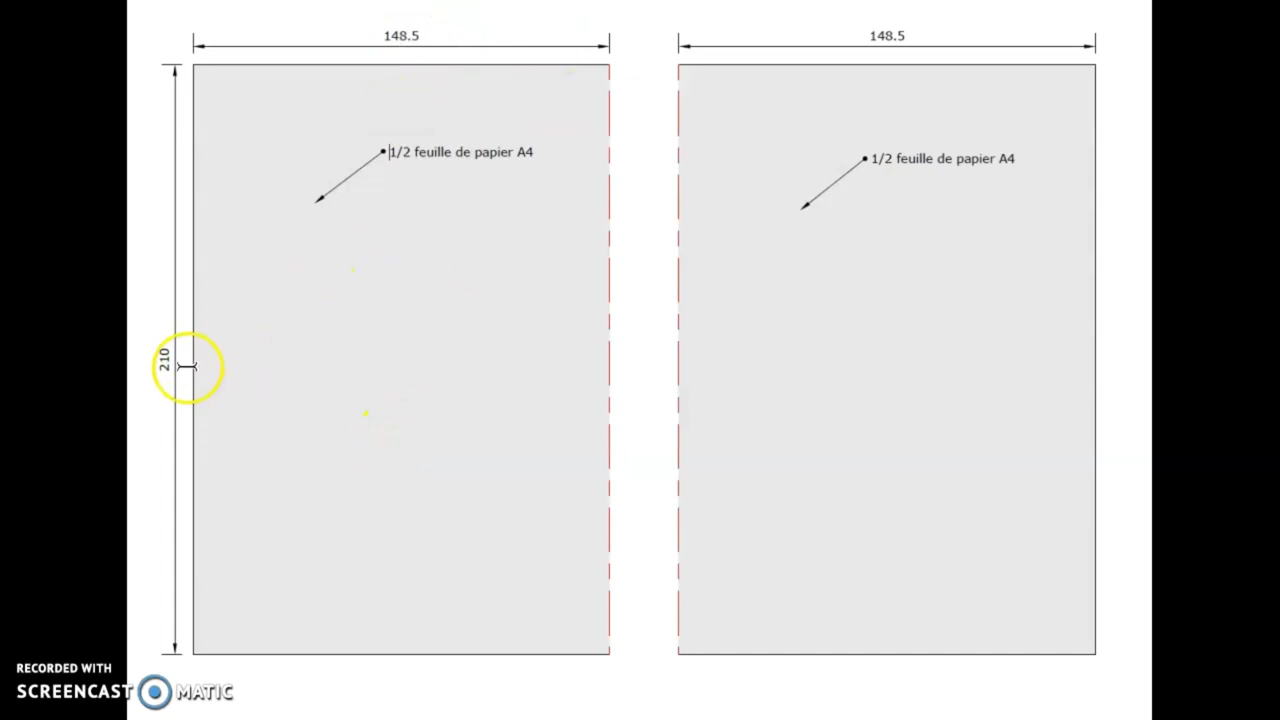 148.5
148.5
1/2 feuille de papier A4
1/2 feuille de papier A4
210
RECORDED WITH
SCREENCAST MATIC